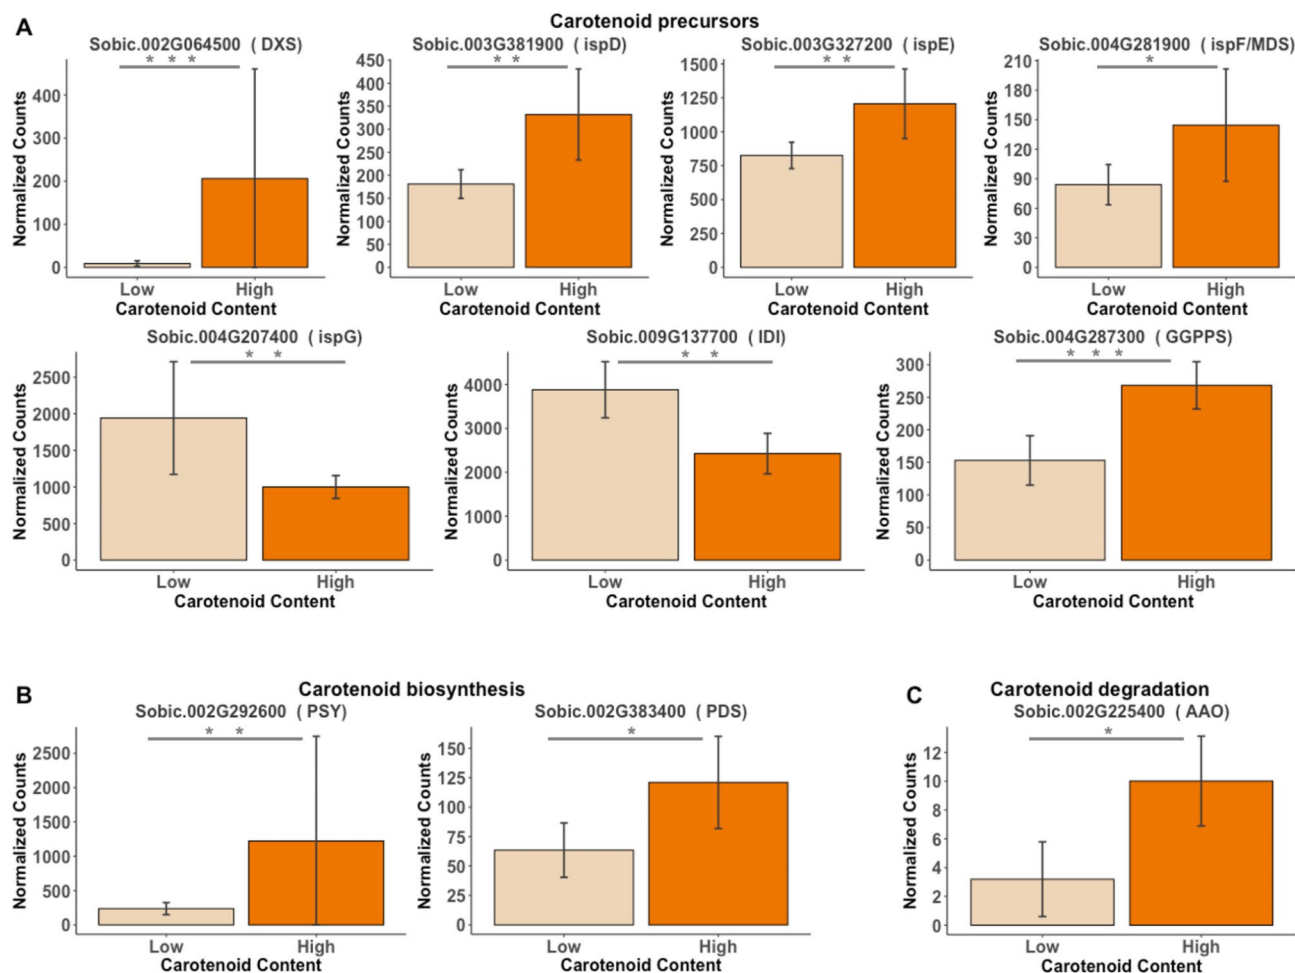 A
Carotenoid precursors
Sobic.002G064500 ( DXS)
* * *
Normalized Counts
400
300
200
100
0
Low High
Carotenoid Content
Sobic.003G381900 ( ispD)
* *
Normalized Counts
450
400
350
300
250
200
150
100
50
0
Low High
Carotenoid Content
Sobic.003G327200 ( ispE)
* *
Normalized Counts
1500
1250
1000
750
500
250
0
Low High
Carotenoid Content
Sobic.004G281900 ( ispF/MDS)
*
Normalized Counts
210
180
150
120
90
60
30
0
Low High
Carotenoid Content
Sobic.004G207400 ( ispG)
* *
Normalized Counts
2500
2000
1500
1000
500
0
Low High
Carotenoid Content
Sobic.009G137700 ( IDI)
* *
Normalized Counts
4000
3000
2000
1000
0
Low High
Carotenoid Content
Sobic.004G287300 ( GGPPS)
* * *
Normalized Counts
300
250
200
150
100
50
0
Low High
Carotenoid Content
B
Carotenoid biosynthesis
Sobic.002G292600 ( PSY)
* *
Normalized Counts
2500
2000
1500
1000
500
0
Low High
Carotenoid Content
Sobic.002G383400 ( PDS)
*
Normalized Counts
150
125
100
75
50
25
0
Low High
Carotenoid Content
C
Carotenoid degradation
Sobic.002G225400 ( AAO)
*
Normalized Counts
12
10
8
6
4
2
0
Low High
Carotenoid Content